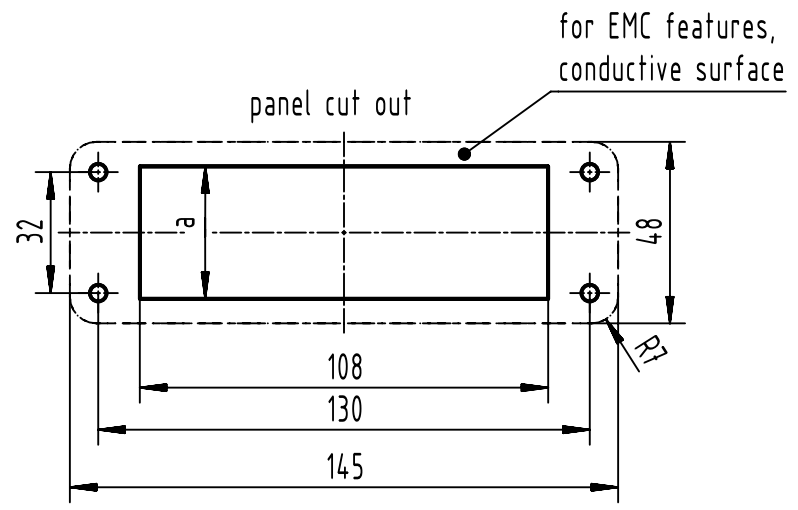 for EMC features,
conductive surface
panel cut out
32
a
48
R7
108
130
145